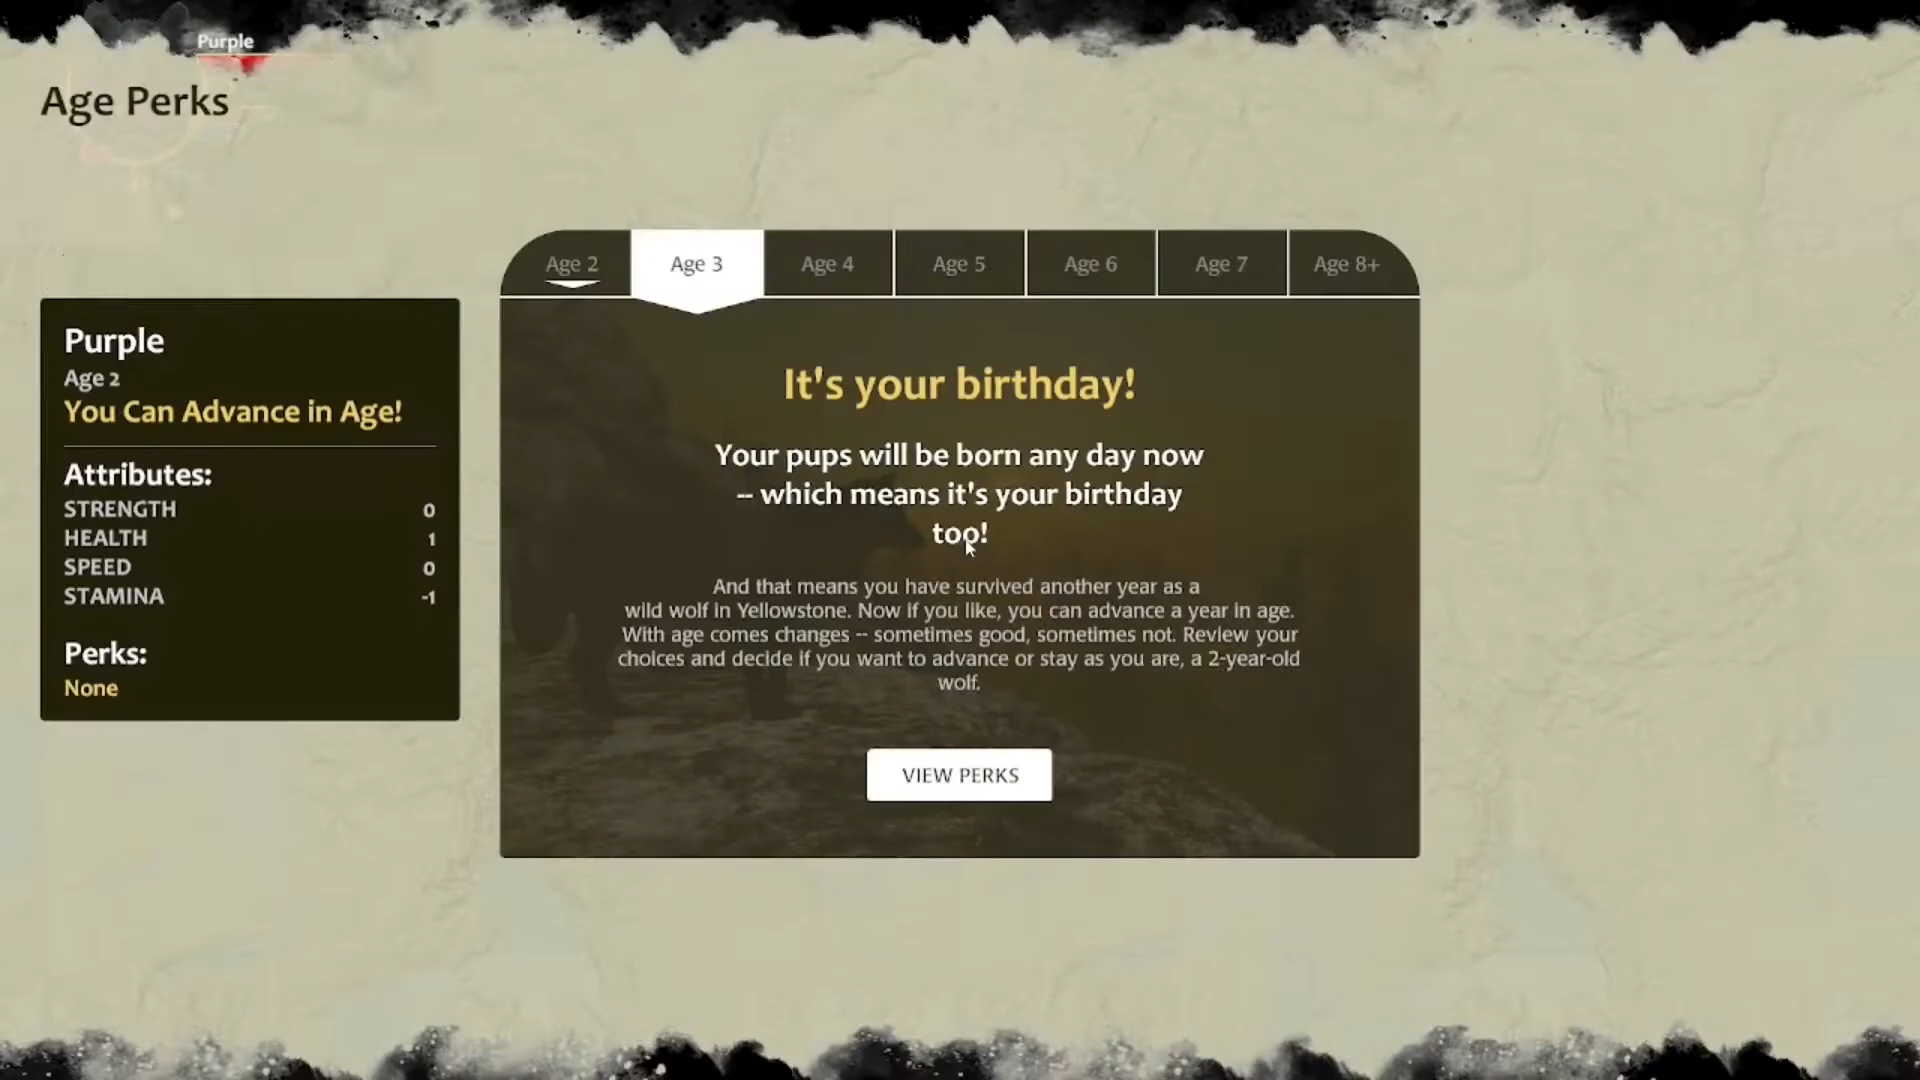 Purple
Age Perks
Age 2
Age 3
Age 4
Age 5
Age 6
Age 7
Age 8+
Purple
Age 2
You Can Advance in Age!
Attributes:
STRENGTH 0
HEALTH 1
SPEED 0
STAMINA -1
Perks:
None
It's your birthday!
Your pups will be born any day now
-- which means it's your birthday
too!
And that means you have survived another year as a
wild wolf in Yellowstone. Now if you like, you can advance a year in age.
With age comes changes -- sometimes good, sometimes not. Review your
choices and decide if you want to advance or stay as you are, a 2-year-old
wolf.
VIEW PERKS